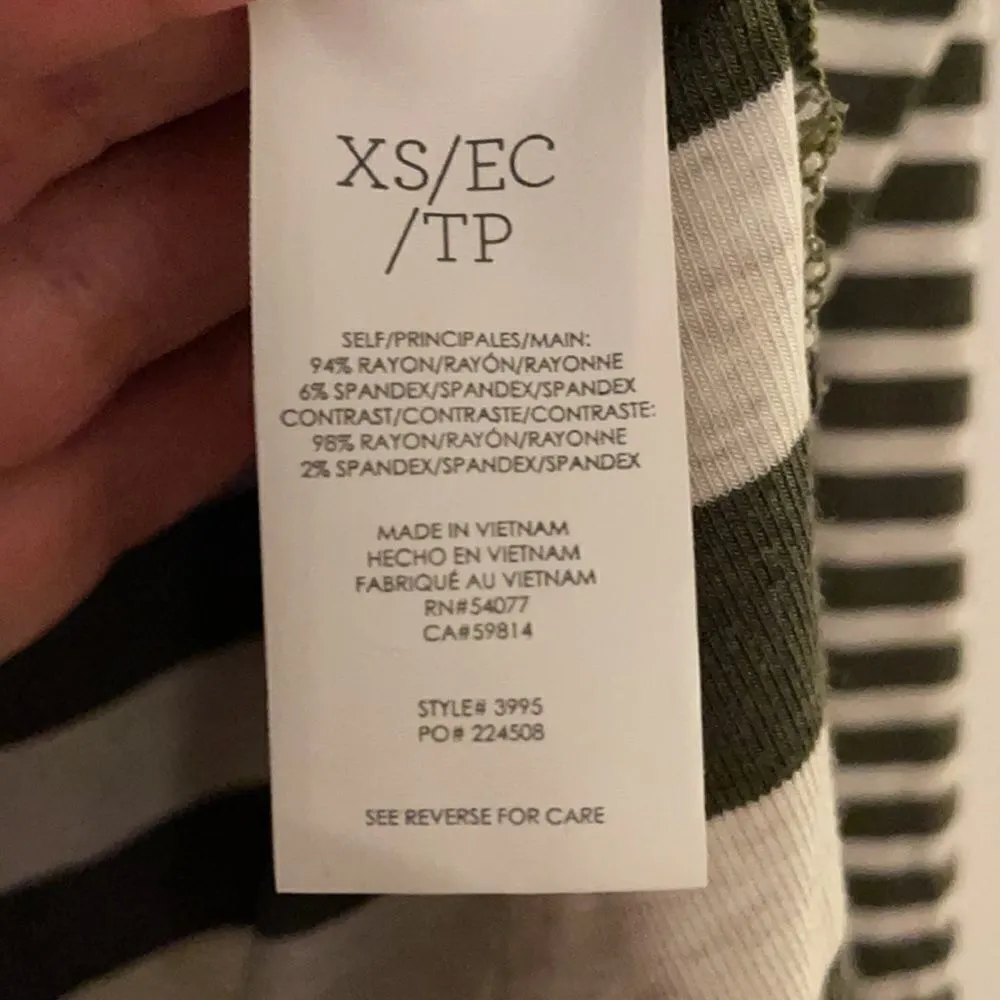 XS/EC
/TP
SELF/PRINCIPALES/MAIN:
94% RAYON/RAYÓN/RAYONNE
6% SPANDEX/SPANDEX/SPANDEX
CONTRAST/CONTRASTE/CONTRASTE:
98% RAYON/RAYÓN/RAYONNE
2% SPANDEX/SPANDEX/SPANDEX
MADE IN VIETNAM
HECHO EN VIETNAM
FABRIQUÉ AU VIETNAM
RN#54077
CA#59814
STYLE# 3995
PO# 224508
SEE REVERSE FOR CARE